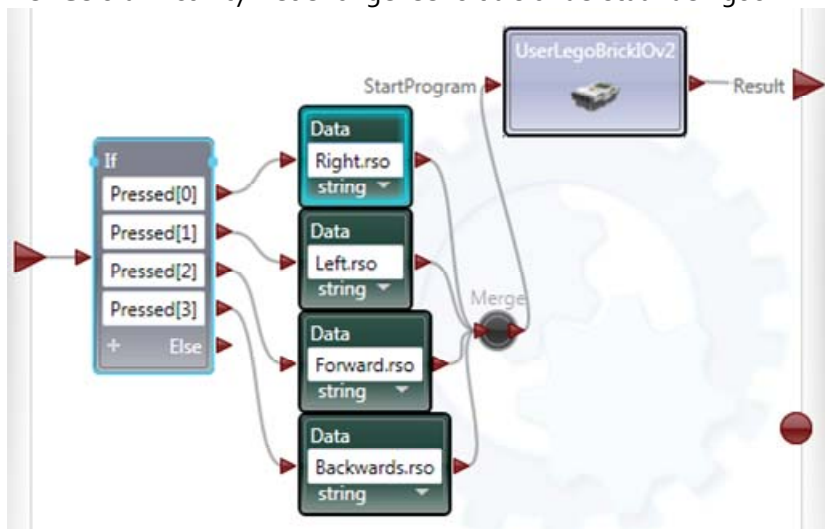 UserLegoBrickIOv2
StartProgram
Result
If
Pressed[0]
Pressed[1]
Pressed[2]
Pressed[3]
+ Else
Data
Right.rso
string
Data
Left.rso
string
Data
Forward.rso
string
Data
Backwards.rso
string
Merge